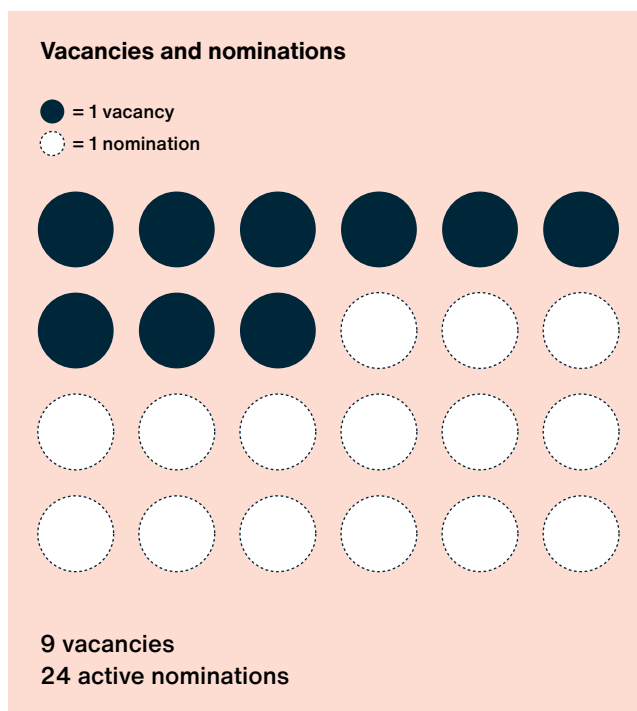 Vacancies and nominations
= 1 vacancy
= 1 nomination
9 vacancies
24 active nominations